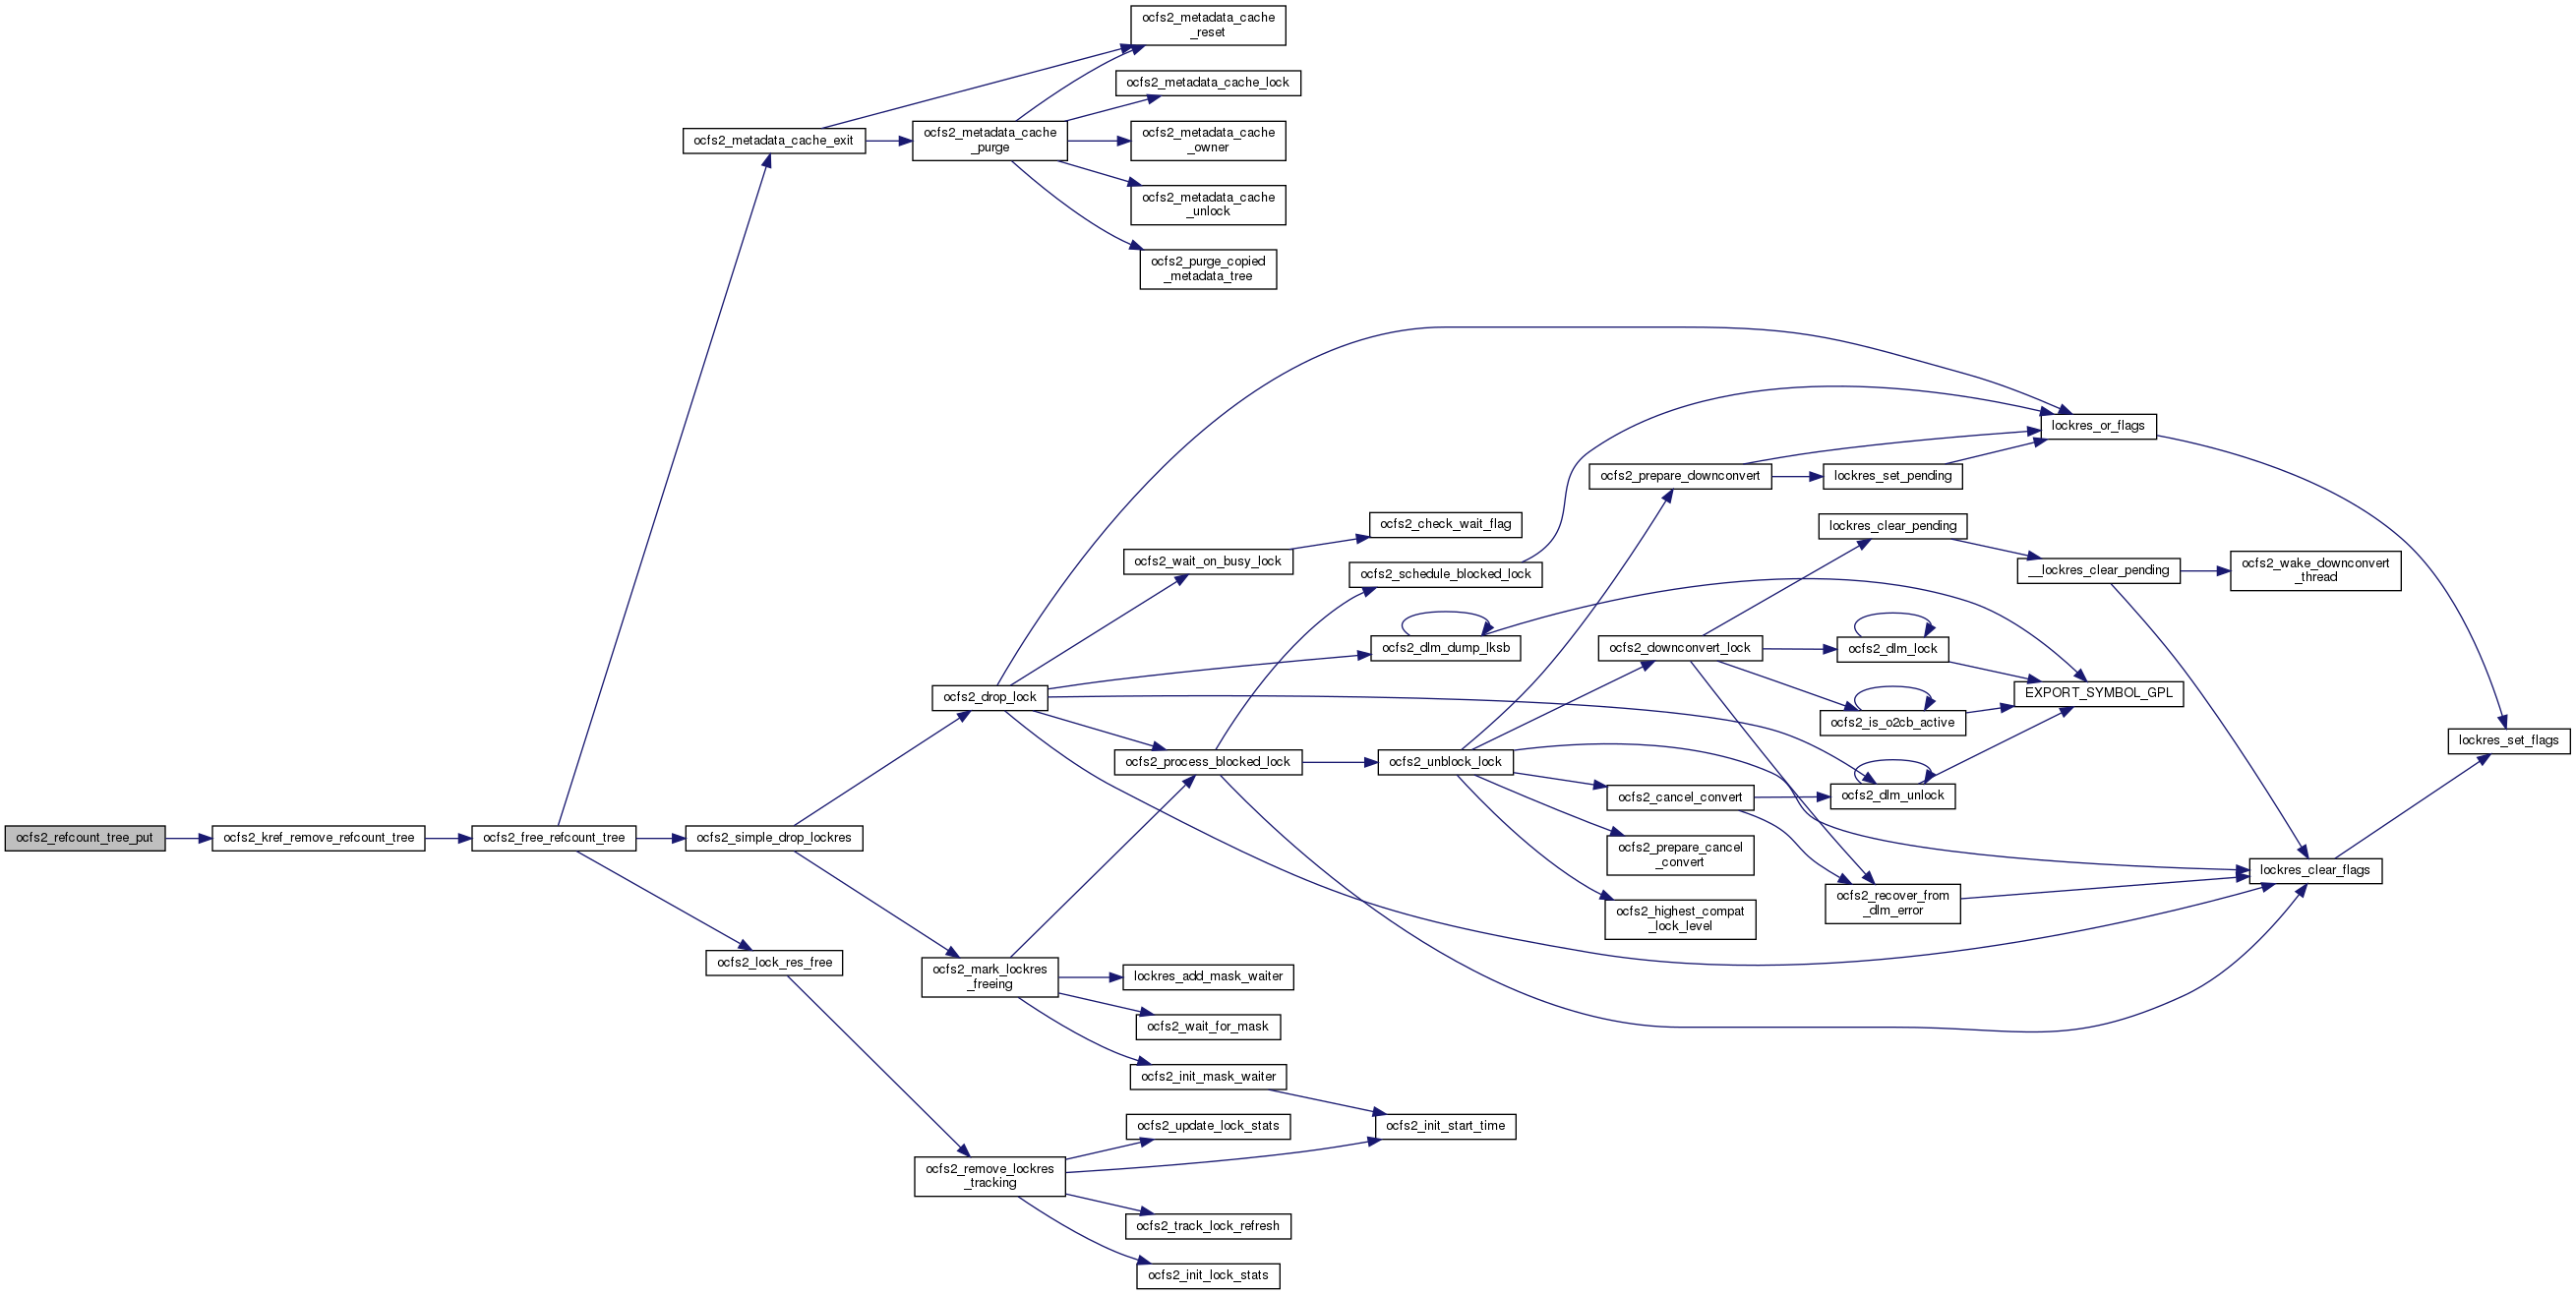 ocfs2_metadata_cache
_reset
ocfs2_metadata_cache_lock
ocfs2_metadata_cache_exit
ocfs2_metadata_cache
_purge
ocfs2_metadata_cache
_owner
ocfs2_metadata_cache
_unlock
ocfs2_purge_copied
_metadata_tree
lockres_or_flags
ocfs2_prepare_downconvert
lockres_set_pending
ocfs2_check_wait_flag
lockres_clear_pending
ocfs2_wait_on_busy_lock
ocfs2_schedule_blocked_lock
__lockres_clear_pending
ocfs2_wake_downconvert
_thread
ocfs2_dlm_dump_lksb
ocfs2_downconvert_lock
ocfs2_dlm_lock
ocfs2_drop_lock
EXPORT_SYMBOL_GPL
ocfs2_is_o2cb_active
lockres_set_flags
ocfs2_process_blocked_lock
ocfs2_unblock_lock
ocfs2_cancel_convert
ocfs2_dlm_unlock
ocfs2_refcount_tree_put
ocfs2_kref_remove_refcount_tree
ocfs2_free_refcount_tree
ocfs2_simple_drop_lockres
ocfs2_prepare_cancel
_convert
lockres_clear_flags
ocfs2_recover_from
_dlm_error
ocfs2_highest_compat
_lock_level
ocfs2_lock_res_free
ocfs2_mark_lockres
_freeing
lockres_add_mask_waiter
ocfs2_wait_for_mask
ocfs2_init_mask_waiter
ocfs2_update_lock_stats
ocfs2_init_start_time
ocfs2_remove_lockres
_tracking
ocfs2_track_lock_refresh
ocfs2_init_lock_stats